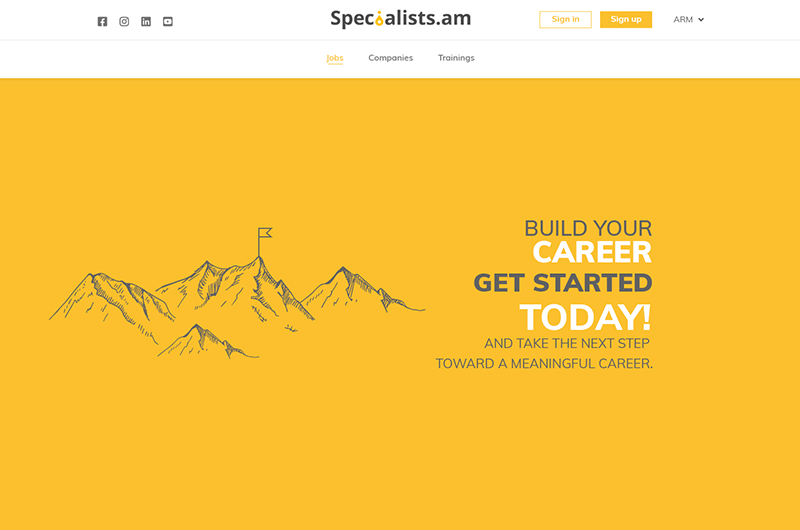 Specialists.am
Sign in
Sign up
ARM
Jobs
Companies
Trainings
BUILD YOUR
CAREER
GET STARTED
TODAY!
AND TAKE THE NEXT STEP
TOWARD A MEANINGFUL CAREER.